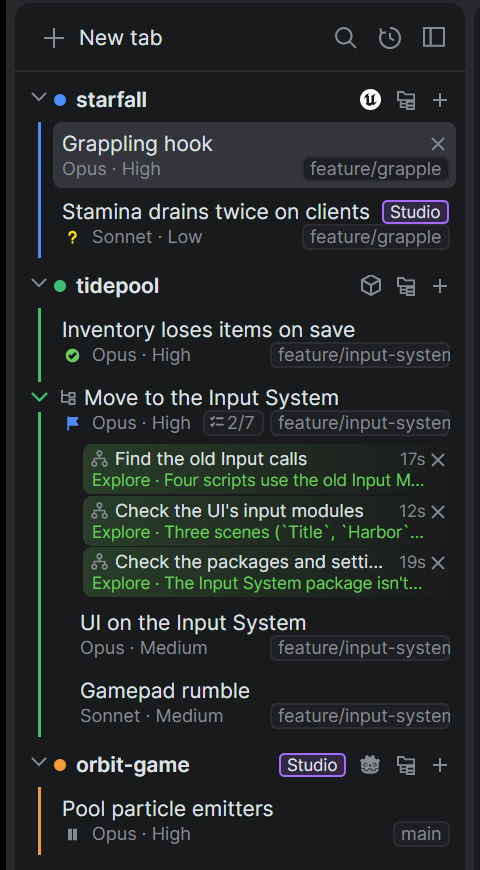 New tab
starfall
Grappling hook
Opus · High feature/grapple
Stamina drains twice on clients Studio
? Sonnet · Low feature/grapple
tidepool
Inventory loses items on save
Opus · High feature/input-system
Move to the Input System
Opus · High 2/7 feature/input-system
Find the old Input calls 17s
Explore · Four scripts use the old Input M...
Check the UI's input modules 12s
Explore · Three scenes (`Title`, `Harbor`...
Check the packages and setti... 19s
Explore · The Input System package isn't...
UI on the Input System
Opus · Medium feature/input-system
Gamepad rumble
Sonnet · Medium feature/input-system
orbit-game Studio
Pool particle emitters
Opus · High main